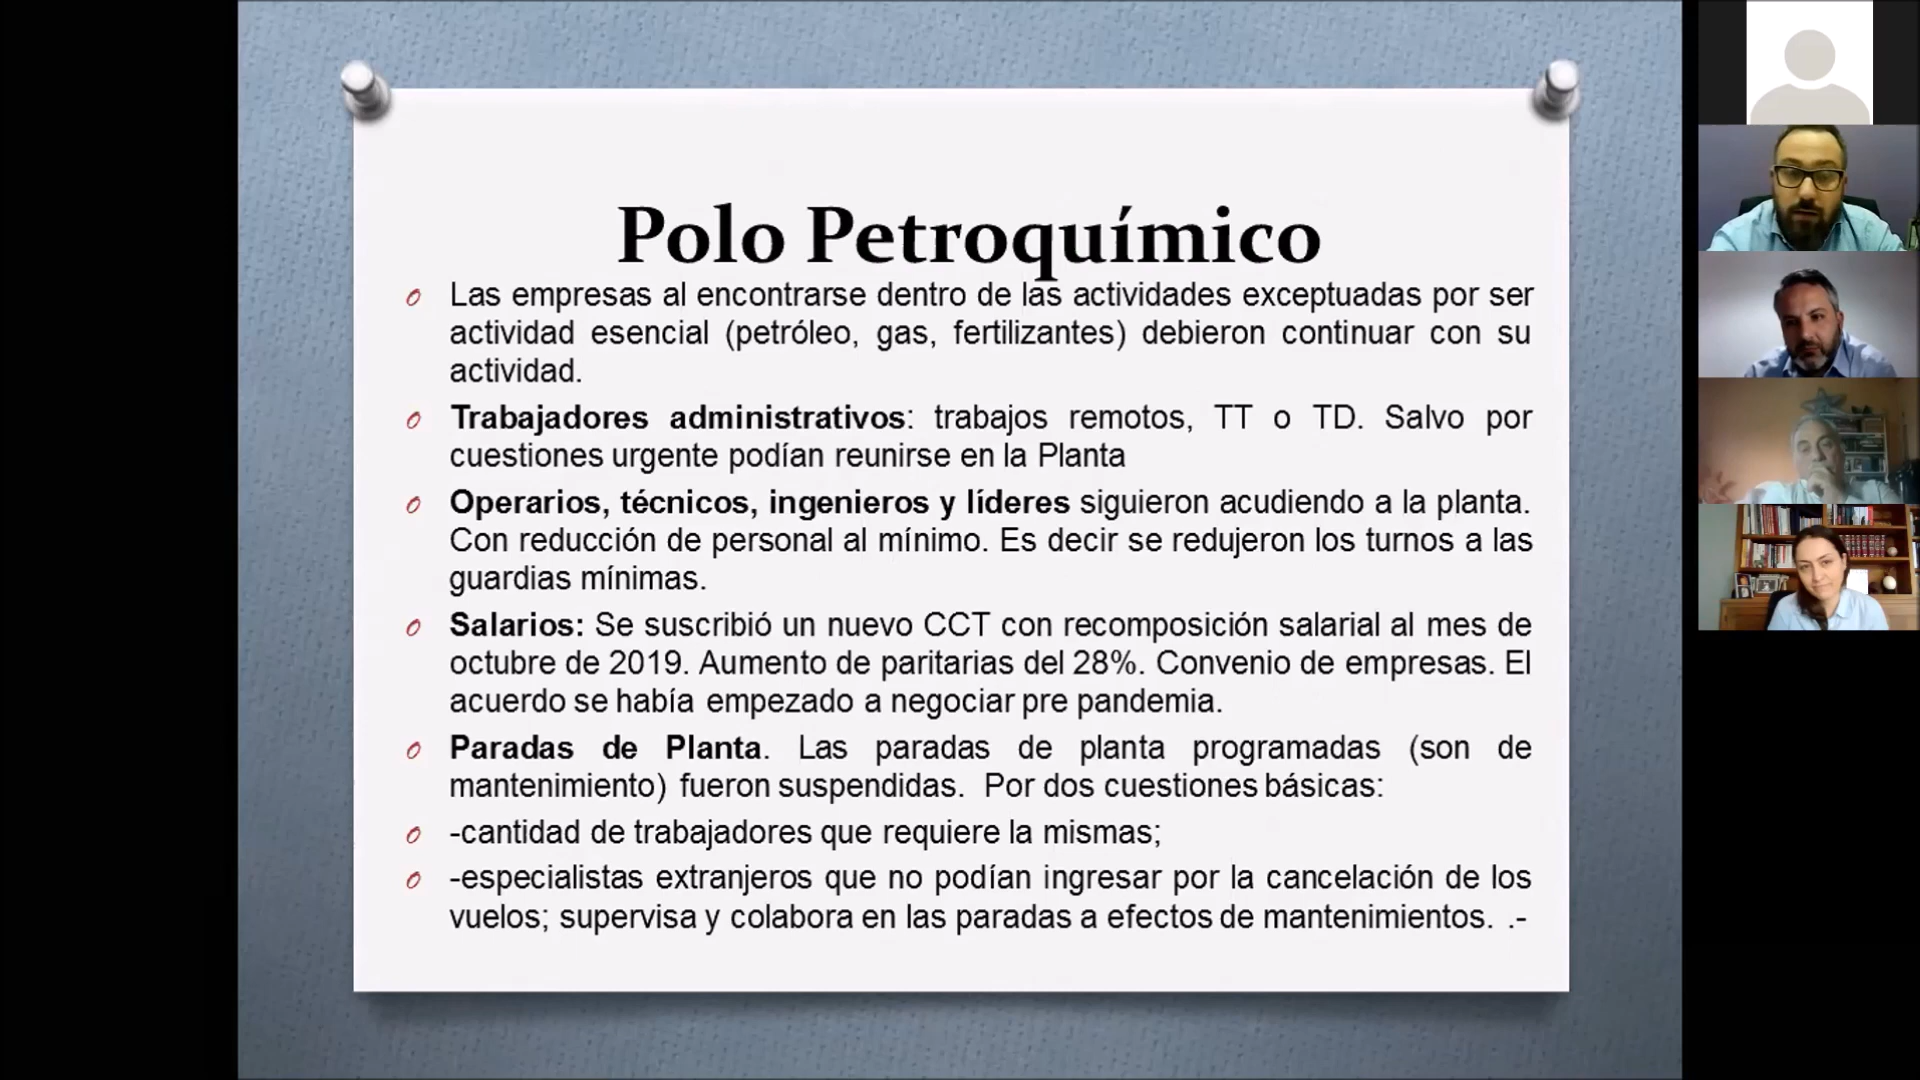 Polo Petroquímico
Las empresas al encontrarse dentro de las actividades exceptuadas por ser
actividad esencial (petróleo, gas, fertilizantes) debieron continuar con su
actividad.
Trabajadores administrativos: trabajos remotos, TT o TD. Salvo por
cuestiones urgente podían reunirse en la Planta
Operarios, técnicos, ingenieros y líderes siguieron acudiendo a la planta.
Con reducción de personal al mínimo. Es decir se redujeron los turnos a las
guardias mínimas.
Salarios: Se suscribió un nuevo CCT con recomposición salarial al mes de
octubre de 2019. Aumento de paritarias del 28%. Convenio de empresas. El
acuerdo se había empezado a negociar pre pandemia.
Paradas de Planta. Las paradas de planta programadas (son de
mantenimiento) fueron suspendidas. Por dos cuestiones básicas:
-cantidad de trabajadores que requiere la mismas;
-especialistas extranjeros que no podían ingresar por la cancelación de los
vuelos; supervisa y colabora en las paradas a efectos de mantenimientos. .-